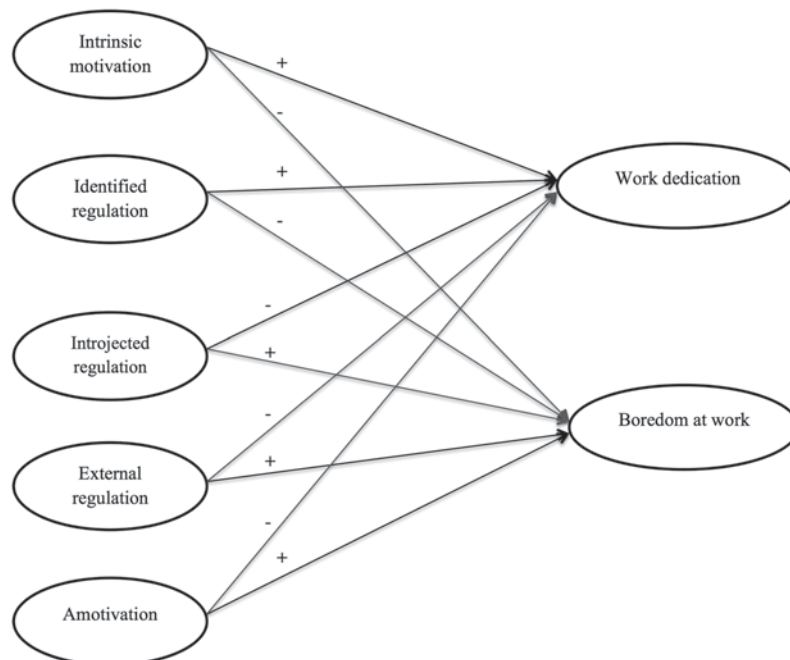 Intrinsic
motivation
+
-
Identified
regulation
+
-
Work dedication
Introjected
regulation
-
+
Boredom at work
External
regulation
-
+
Amotivation
-
+